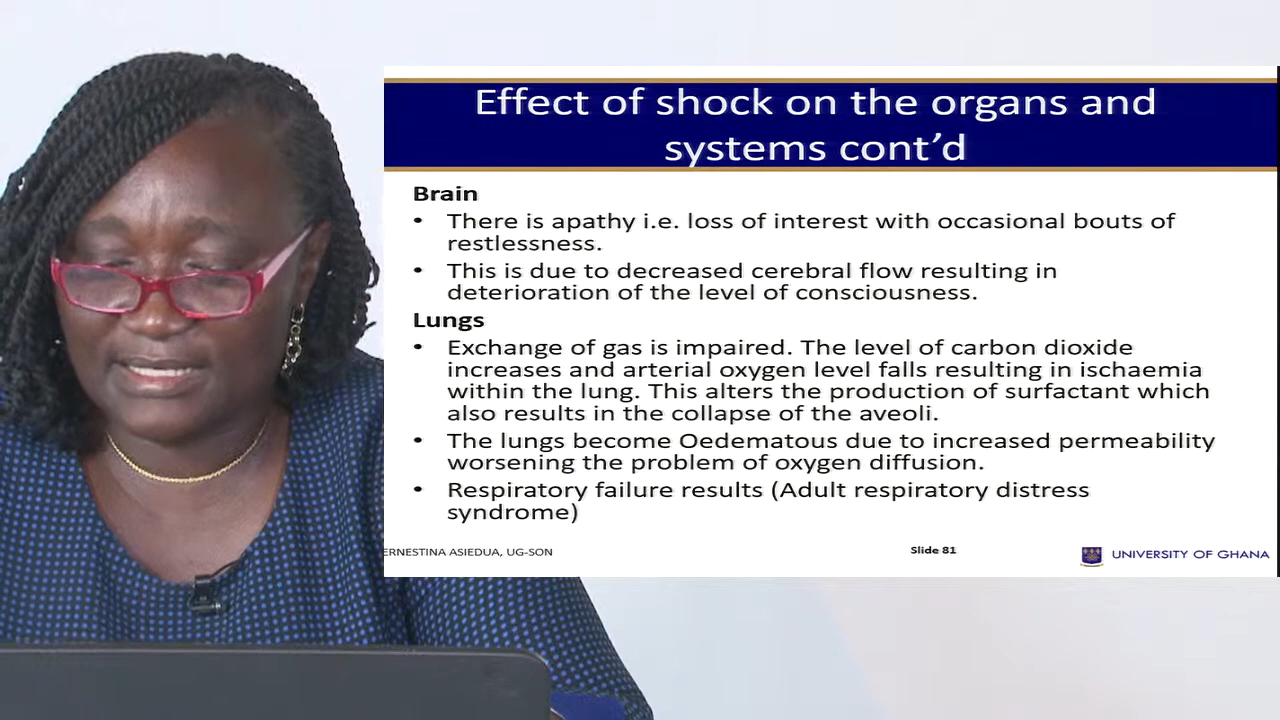 Effect of shock on the organs and
systems cont’d
Brain
• There is apathy i.e. loss of interest with occasional bouts of
restlessness.
• This is due to decreased cerebral flow resulting in
deterioration of the level of consciousness.
Lungs
• Exchange of gas is impaired. The level of carbon dioxide
increases and arterial oxygen level falls resulting in ischaemia
within the lung. This alters the production of surfactant which
also results in the collapse of the aveoli.
• The lungs become Oedematous due to increased permeability
worsening the problem of oxygen diffusion.
• Respiratory failure results (Adult respiratory distress
syndrome)
ERNESTINA ASIEDUA, UG-SON
Slide 81
UNIVERSITY OF GHANA